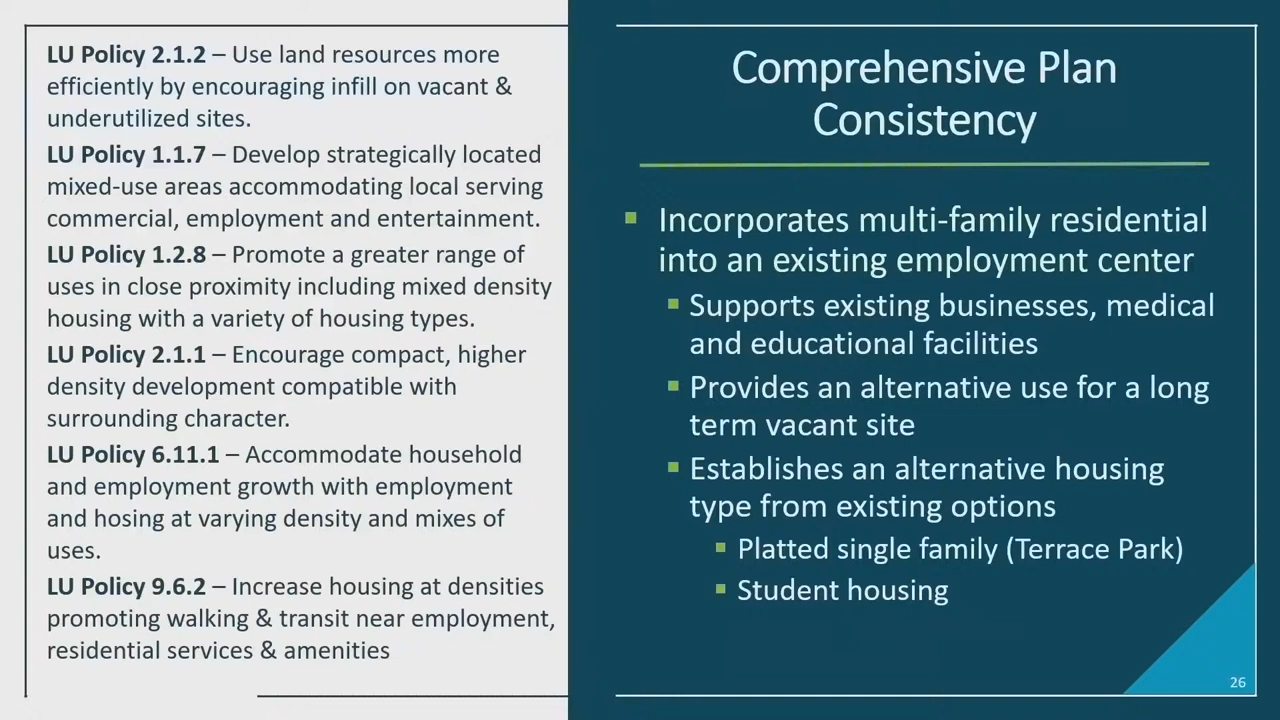 LU Policy 2.1.2 – Use land resources more
efficiently by encouraging infill on vacant &
underutilized sites.
LU Policy 1.1.7 – Develop strategically located
mixed-use areas accommodating local serving
commercial, employment and entertainment.
LU Policy 1.2.8 – Promote a greater range of
uses in close proximity including mixed density
housing with a variety of housing types.
LU Policy 2.1.1 – Encourage compact, higher
density development compatible with
surrounding character.
LU Policy 6.11.1 – Accommodate household
and employment growth with employment
and hosing at varying density and mixes of
uses.
LU Policy 9.6.2 – Increase housing at densities
promoting walking & transit near employment,
residential services & amenities
Comprehensive Plan
Consistency
Incorporates multi-family residential
into an existing employment center
Supports existing businesses, medical
and educational facilities
Provides an alternative use for a long
term vacant site
Establishes an alternative housing
type from existing options
Platted single family (Terrace Park)
Student housing
26